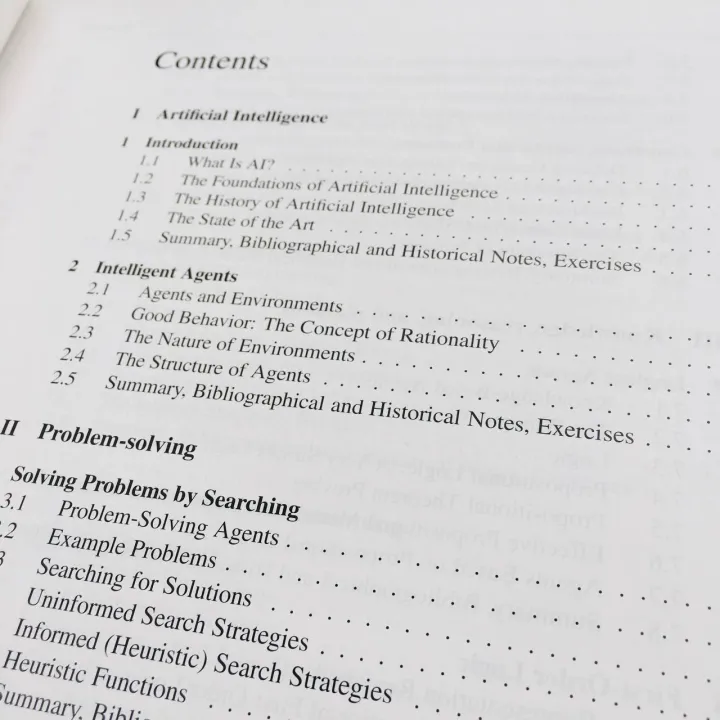 Contents
I Artificial Intelligence
1 Introduction
1.1 What Is AI? . . . . . . . . . . . . . . . . . . . .
1.2 The Foundations of Artificial Intelligence . . . . . . . . . .
1.3 The History of Artificial Intelligence . . . . . . . . . . . .
1.4 The State of the Art . . . . . . . . . . . . . . . . . .
1.5 Summary, Bibliographical and Historical Notes, Exercises . . . .
2 Intelligent Agents
2.1 Agents and Environments . . . . . . . . . . . . . . . .
2.2 Good Behavior: The Concept of Rationality . . . . . . . . .
2.3 The Nature of Environments . . . . . . . . . . . . . . .
2.4 The Structure of Agents . . . . . . . . . . . . . . . . .
2.5 Summary, Bibliographical and Historical Notes, Exercises . . . .
II Problem-solving
Solving Problems by Searching
3.1 Problem-Solving Agents . . . . . . . . . . . . . . . .
.2 Example Problems . . . . . . . . . . . . . . . . . .
3 Searching for Solutions . . . . . . . . . . . . . . . .
Uninformed Search Strategies . . . . . . . . . . . . .
Informed (Heuristic) Search Strategies . . . . . . . . .
Heuristic Functions . . . . . . . . . . . . . . . .
Summary,